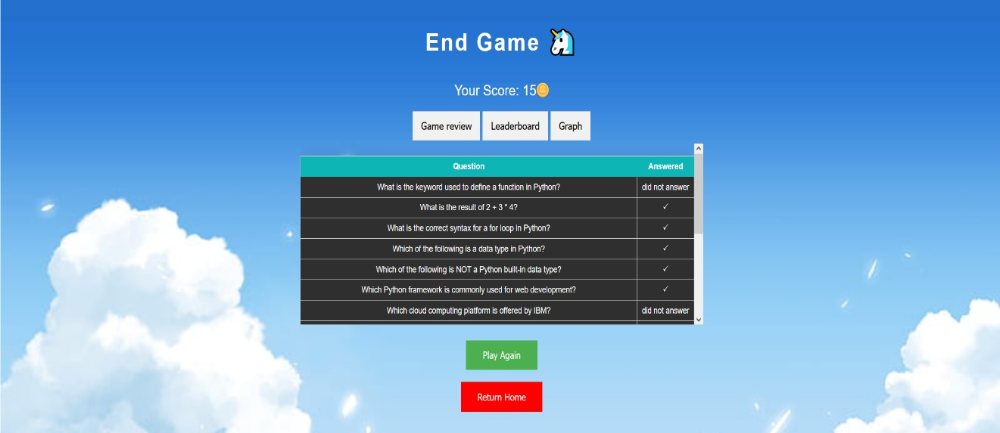 End Game
Your Score: 15
Game review Leaderboard Graph
Question Answered
What is the keyword used to define a function in Python? did not answer
What is the result of 2 + 3 * 4? ✓
What is the correct syntax for a for loop in Python? ✓
Which of the following is a data type in Python? ✓
Which of the following is NOT a Python built-in data type? ✓
Which Python framework is commonly used for web development? ✓
Which cloud computing platform is offered by IBM? did not answer
Play Again
Return Home